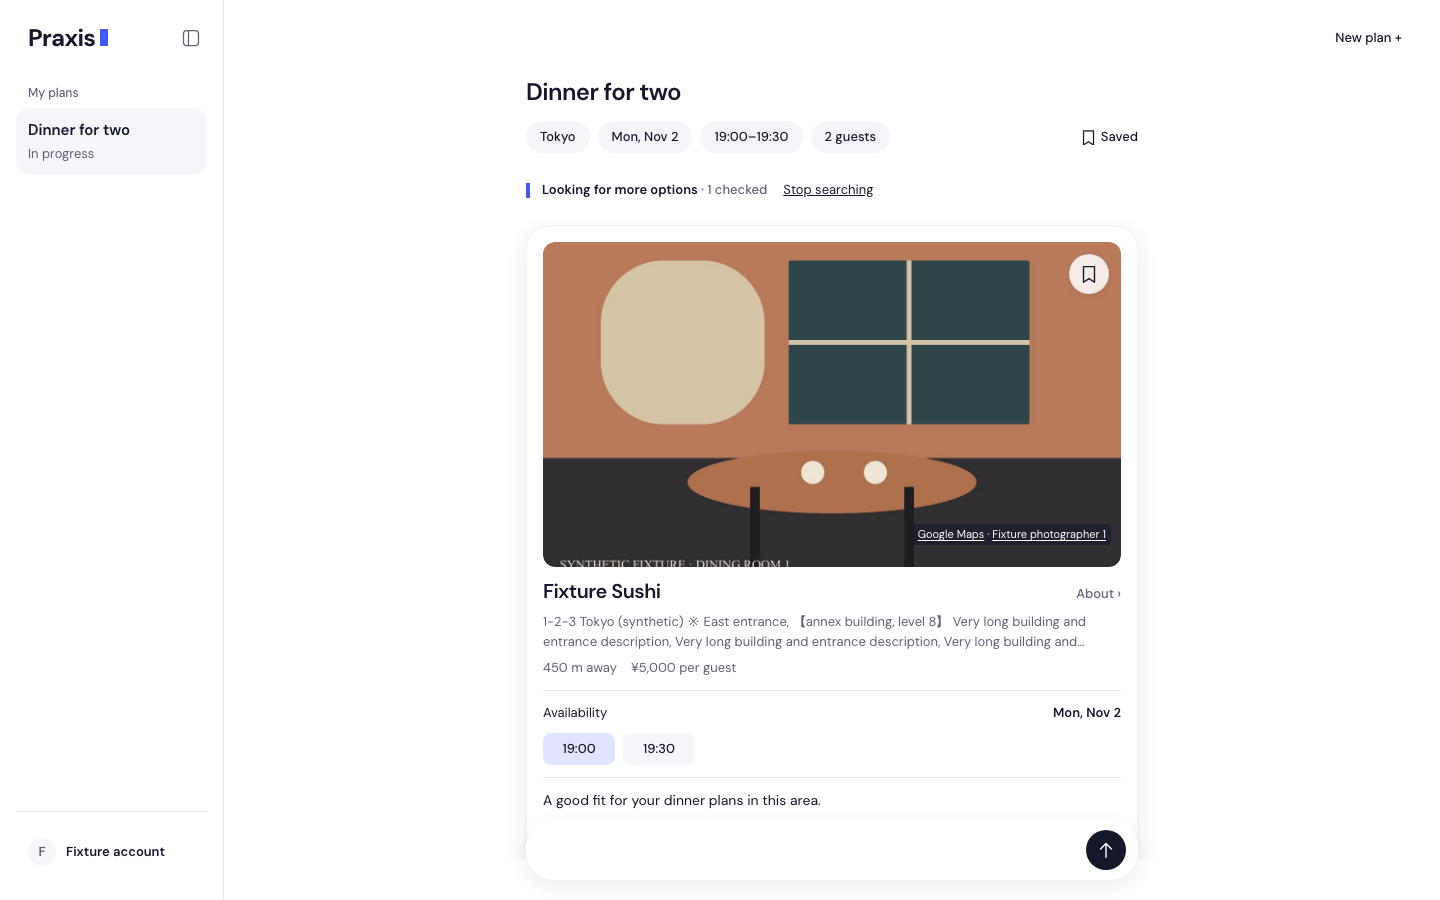 Praxis
New plan +
My plans
Dinner for two
In progress
Dinner for two
Tokyo
Mon, Nov 2
19:00–19:30
2 guests
Saved
Looking for more options · 1 checked
Stop searching
Google Maps · Fixture photographer 1
SYNTHETIC FIXTURE · DINING ROOM 1
Fixture Sushi
About ›
1-2-3 Tokyo (synthetic) ※ East entrance, 【annex building, level 8】 Very long building and
entrance description, Very long building and entrance description, Very long building and…
450 m away
¥5,000 per guest
Availability
Mon, Nov 2
19:00
19:30
A good fit for your dinner plans in this area.
F
Fixture account